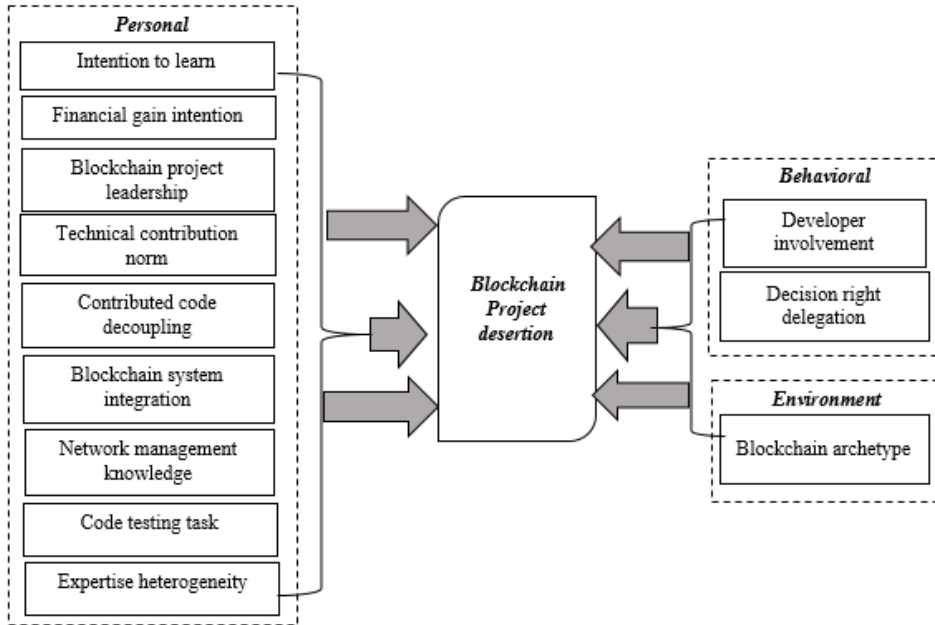 Personal
Intention to learn
Financial gain intention
Blockchain project
leadership
Technical contribution
norm
Contributed code
decoupling
Blockchain system
integration
Network management
knowledge
Code testing task
Expertise heterogeneity
Blockchain
Project
desertion
Behavioral
Developer
involvement
Decision right
delegation
Environment
Blockchain archetype